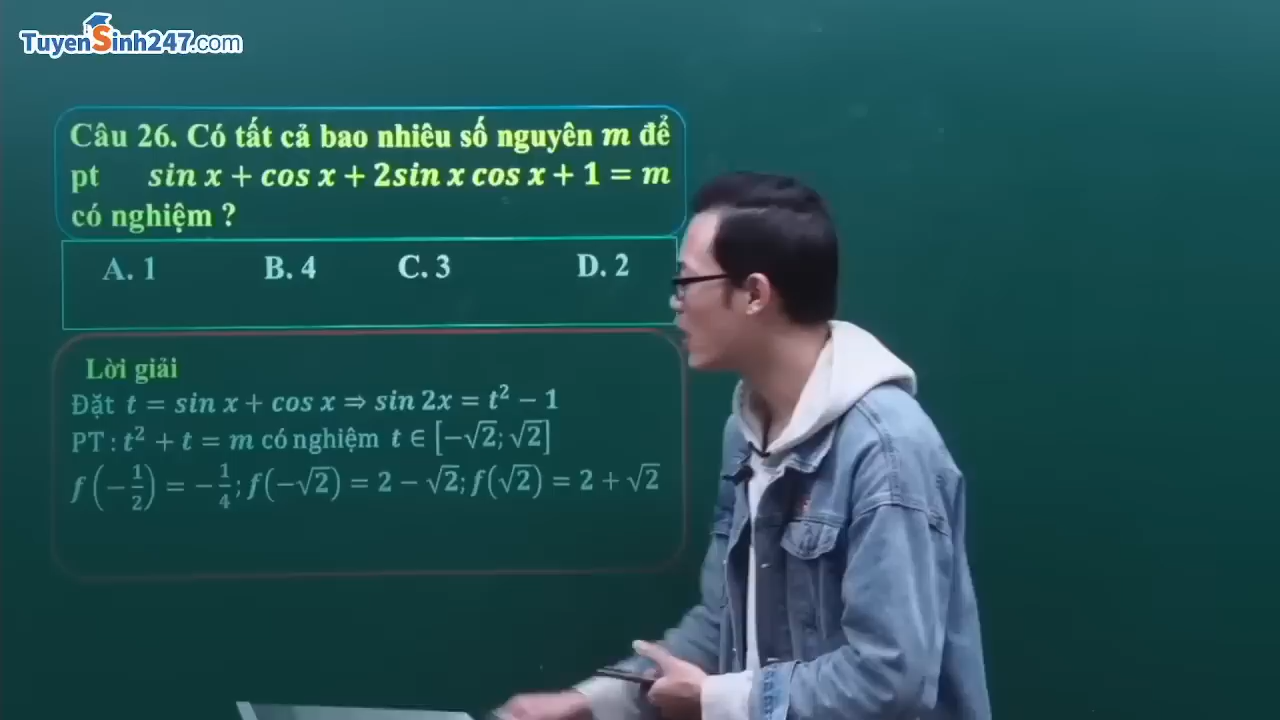 TuyenSinh247.com
Câu 26. Có tất cả bao nhiêu số nguyên m để
pt sin x + cos x + 2sin x cos x + 1 = m
có nghiệm ?
A. 1 B. 4 C. 3 D. 2
Lời giải
Đặt t = sin x + cos x ⇒ sin 2x = t² − 1
PT : t² + t = m có nghiệm t ∈ [−√2; √2]
f(−1/2) = −1/4; f(−√2) = 2 − √2; f(√2) = 2 + √2